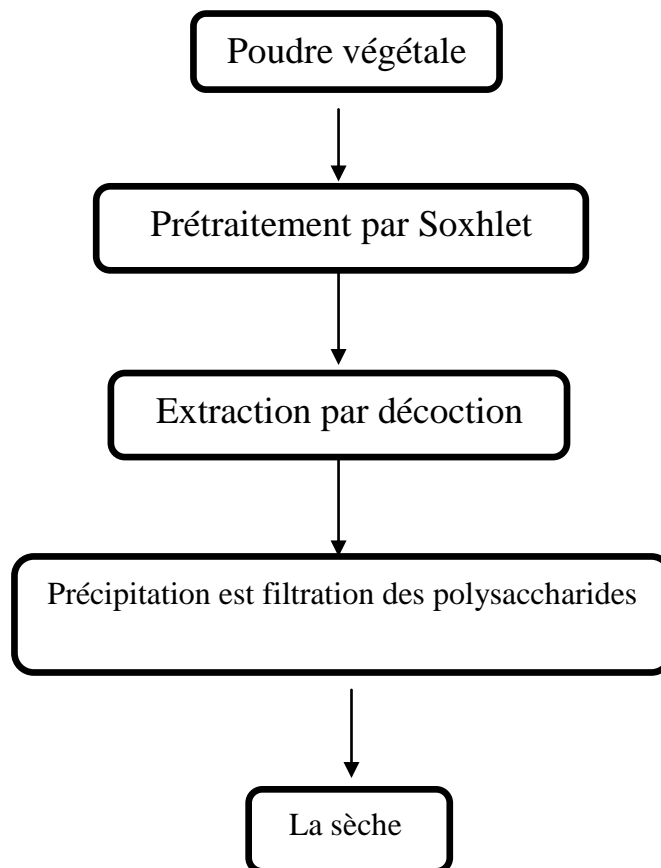 Poudre végétale
Prétraitement par Soxhlet
Extraction par décoction
Précipitation est filtration des polysaccharides
La sèche